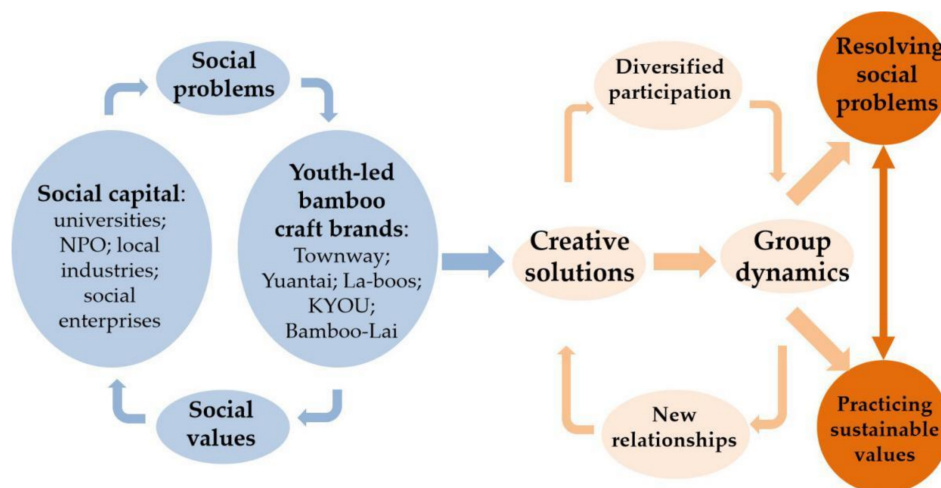 Social
problems
Social capital:
universities;
NPO; local
industries;
social
enterprises
Youth-led
bamboo
craft brands:
Townway;
Yuantai; La-boos;
KYOU;
Bamboo-Lai
Social
values
Diversified
participation
Creative
solutions
Group
dynamics
New
relationships
Resolving
social
problems
Practicing
sustainable
values